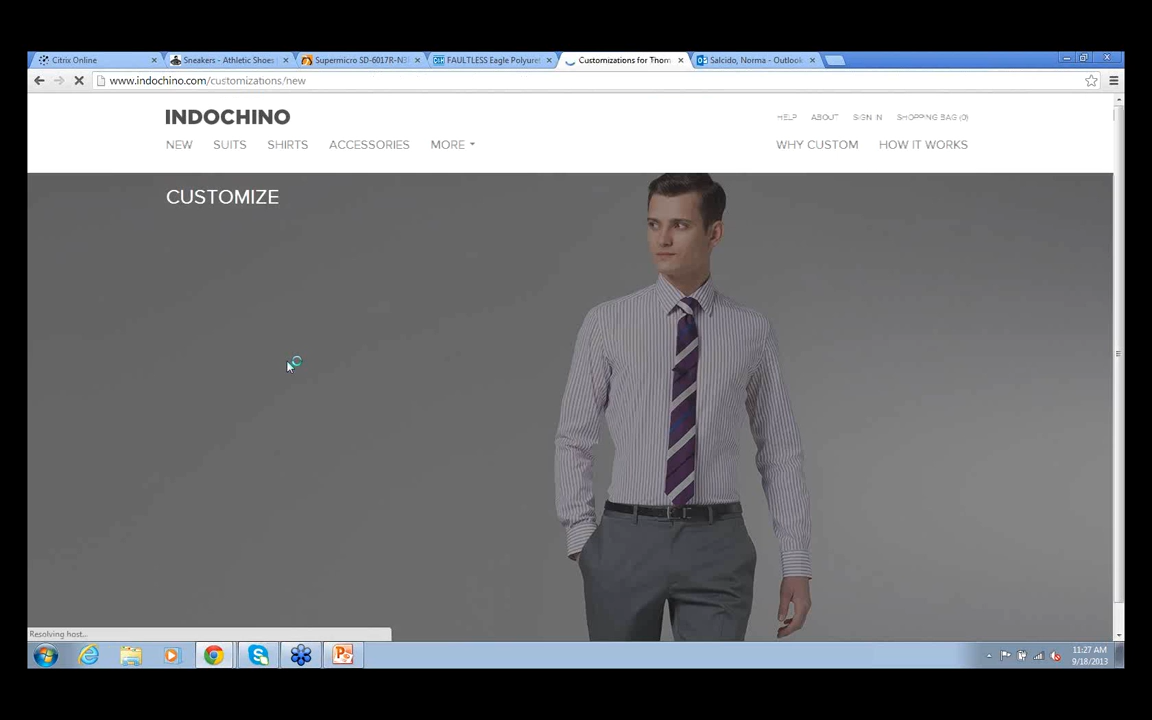 Citrix Online
Sneakers - Athletic Shoes
Supermicro SD-6017R-N3
FAULTLESS Eagle Polyuret
Customizations for Thom
Salcido, Norma - Outlook
www.indochino.com/customizations/new
INDOCHINO
HELP ABOUT SIGN IN SHOPPING BAG (0)
NEW SUITS SHIRTS ACCESSORIES MORE WHY CUSTOM HOW IT WORKS
CUSTOMIZE
Resolving host...
11:27 AM
9/18/2013